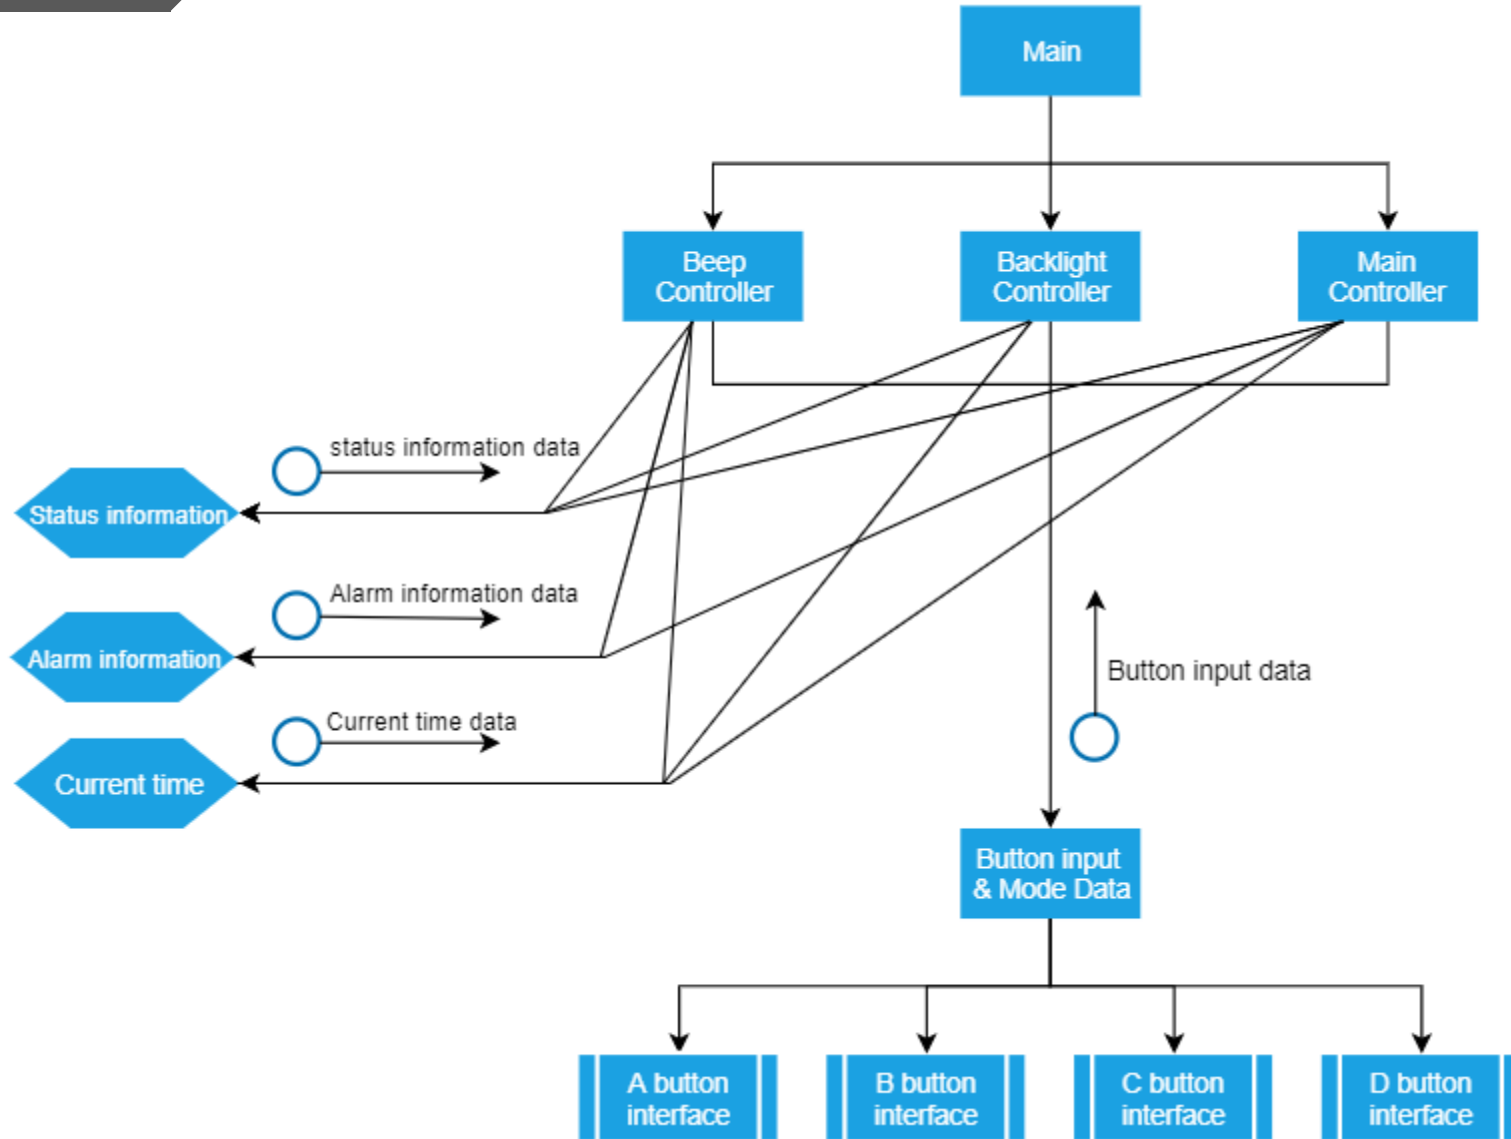 Main
Beep
Controller
Backlight
Controller
Main
Controller
status information data
Status information
Alarm information data
Alarm information
Current time data
Current time
Button input data
Button input
& Mode Data
A button
interface
B button
interface
C button
interface
D button
interface